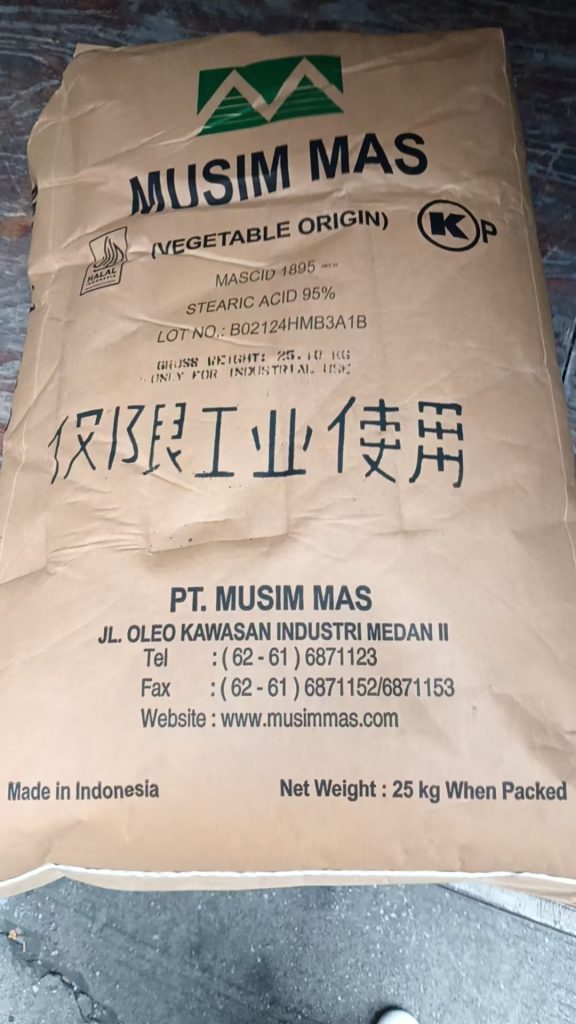 MUSIM MAS
(VEGETABLE ORIGIN)
K P
HALAL
INDONESIA
MASCID 1895
STEARIC ACID 95%
LOT NO.: B02124HMB3A1B
GROSS WEIGHT: 25.10 KG
ONLY FOR INDUSTRIAL USE
仅限工业使用
PT. MUSIM MAS
JL. OLEO KAWASAN INDUSTRI MEDAN II
Tel : ( 62 - 61 ) 6871123
Fax : ( 62 - 61 ) 6871152/6871153
Website : www.musimmas.com
Made in Indonesia
Net Weight : 25 kg When Packed